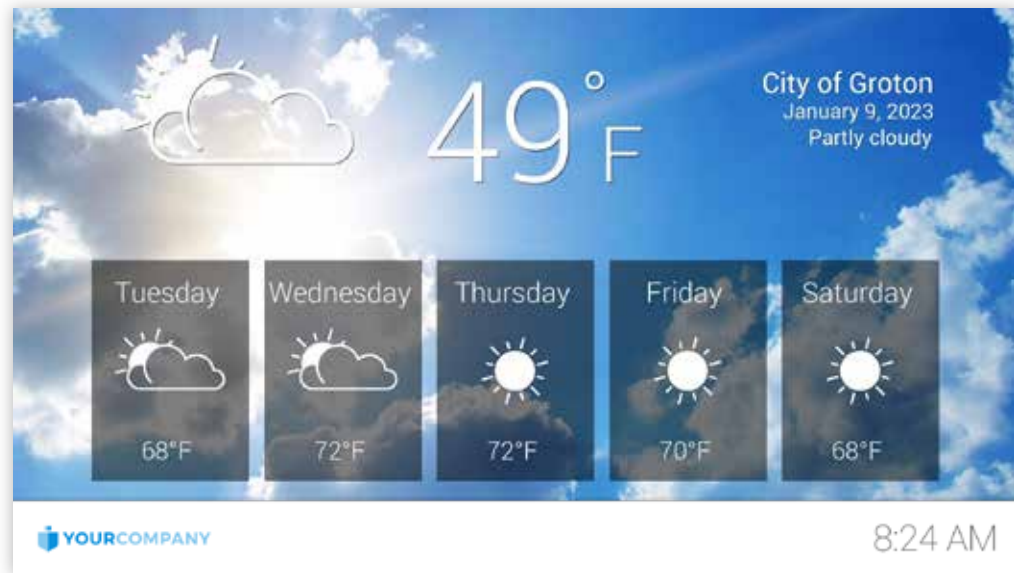 49°F
City of Groton
January 9, 2023
Partly cloudy
Tuesday
68°F
Wednesday
72°F
Thursday
72°F
Friday
70°F
Saturday
68°F
YOURCOMPANY
8:24 AM